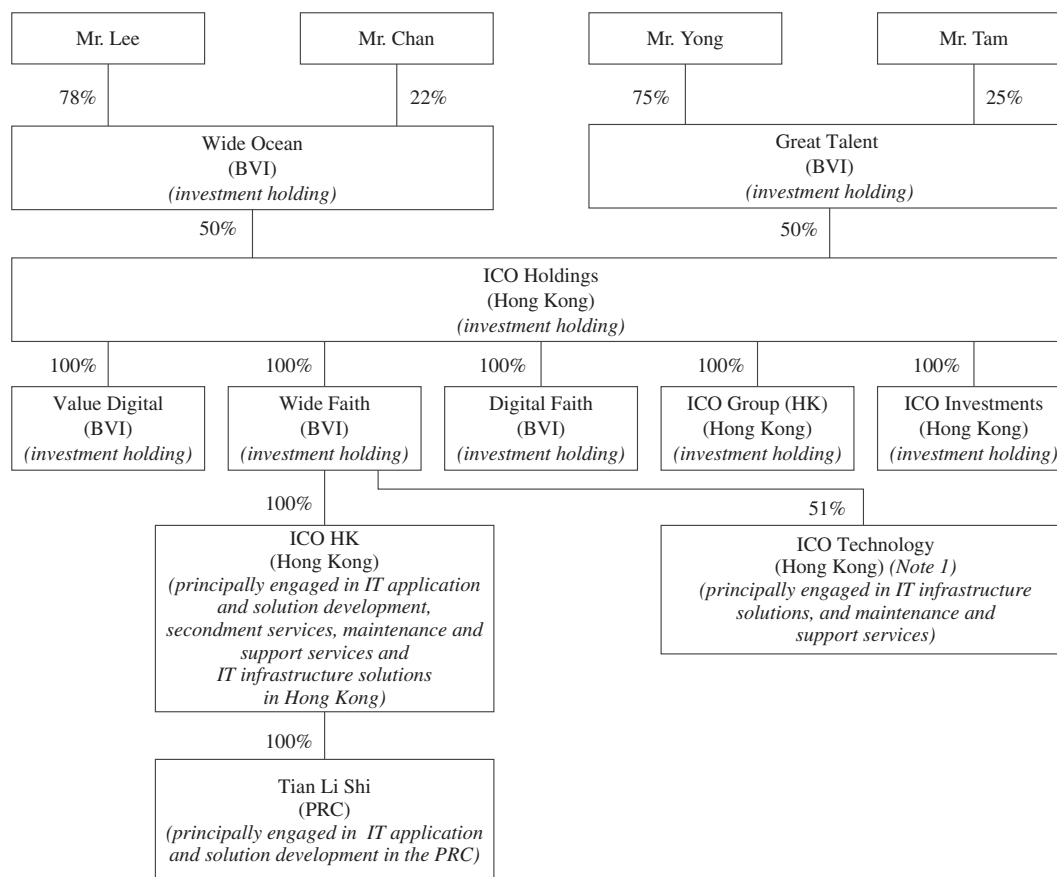 Mr. Lee
Mr. Chan
Mr. Yong
Mr. Tam
78%
22%
75%
25%
Wide Ocean
(BVI)
(investment holding)
Great Talent
(BVI)
(investment holding)
50%
50%
ICO Holdings
(Hong Kong)
(investment holding)
100%
100%
100%
100%
100%
Value Digital
(BVI)
(investment holding)
Wide Faith
(BVI)
(investment holding)
Digital Faith
(BVI)
(investment holding)
ICO Group (HK)
(Hong Kong)
(investment holding)
ICO Investments
(Hong Kong)
(investment holding)
100%
51%
ICO HK
(Hong Kong)
(principally engaged in IT application
and solution development,
secondment services, maintenance and
support services and
IT infrastructure solutions
in Hong Kong)
ICO Technology
(Hong Kong) (Note 1)
(principally engaged in IT infrastructure
solutions, and maintenance and
support services)
100%
Tian Li Shi
(PRC)
(principally engaged in IT application
and solution development in the PRC)